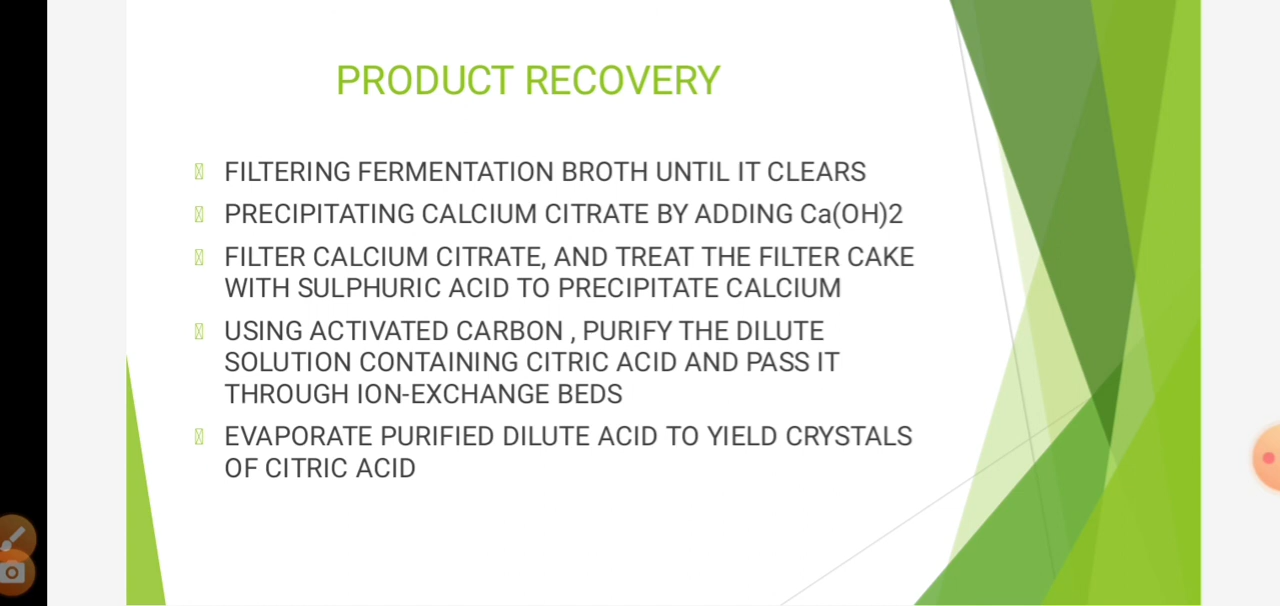 PRODUCT RECOVERY
FILTERING FERMENTATION BROTH UNTIL IT CLEARS
PRECIPITATING CALCIUM CITRATE BY ADDING Ca(OH)2
FILTER CALCIUM CITRATE, AND TREAT THE FILTER CAKE
WITH SULPHURIC ACID TO PRECIPITATE CALCIUM
USING ACTIVATED CARBON , PURIFY THE DILUTE
SOLUTION CONTAINING CITRIC ACID AND PASS IT
THROUGH ION-EXCHANGE BEDS
EVAPORATE PURIFIED DILUTE ACID TO YIELD CRYSTALS
OF CITRIC ACID